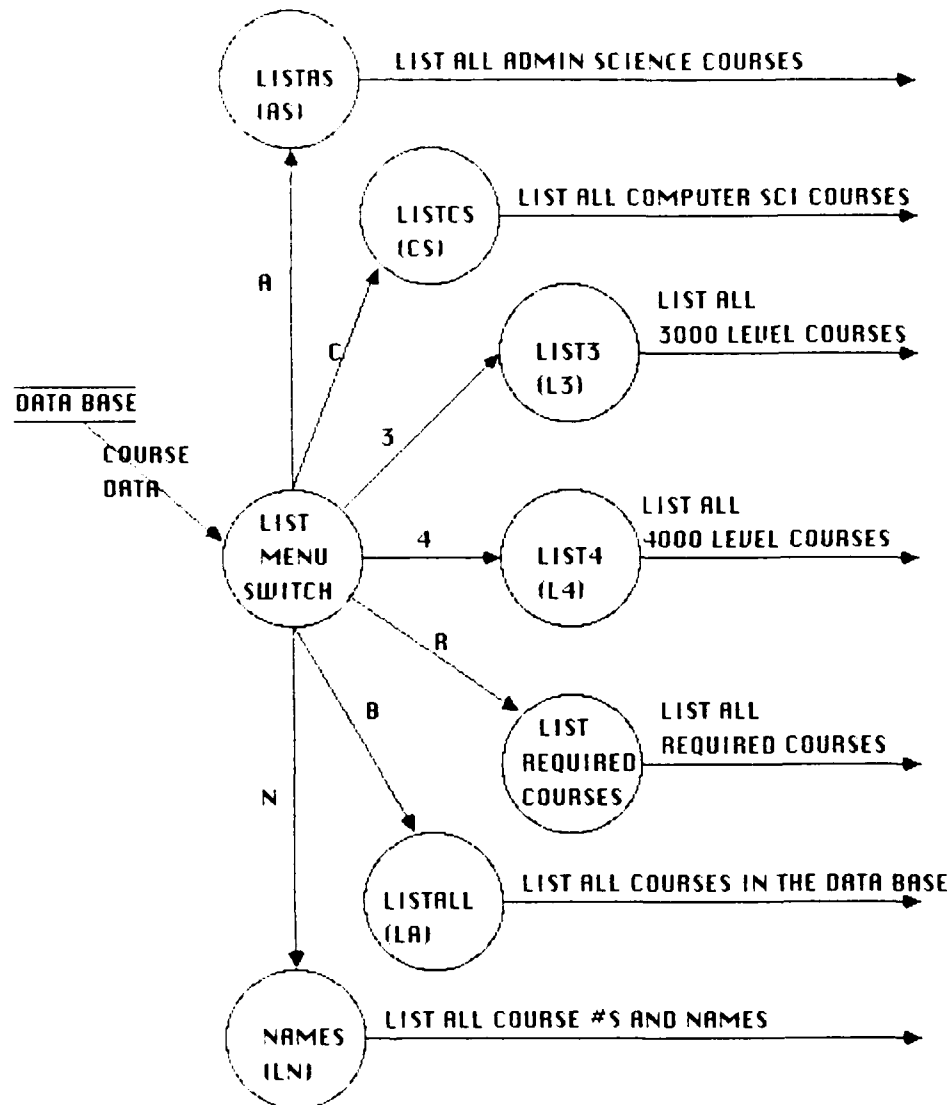 LISTAS
(AS)
LIST ALL ADMIN SCIENCE COURSES
A
LISTCS
(CS)
LIST ALL COMPUTER SCI COURSES
C
LIST3
(L3)
LIST ALL
3000 LEVEL COURSES
3
DATA BASE
COURSE
DATA
LIST
MENU
SWITCH
4
LIST4
(L4)
LIST ALL
4000 LEVEL COURSES
R
LIST
REQUIRED
COURSES
LIST ALL
REQUIRED COURSES
B
LISTALL
(LA)
LIST ALL COURSES IN THE DATA BASE
N
NAMES
(LN)
LIST ALL COURSE #S AND NAMES